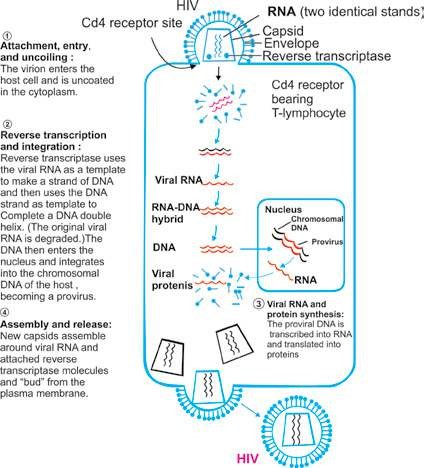 HIV
Cd4 receptor site
RNA (two identical stands)
Capsid
Envelope
Reverse transcriptase
①
Attachment, entry,
and uncoiling :
The virion enters the
host cell and is uncoated
in the cytoplasm.
Cd4 receptor
bearing
T-lymphocyte
②
Reverse transcription
and integration :
Reverse transcriptase uses
the viral RNA as a template
to make a strand of DNA
and then uses the DNA
strand as template to
Complete a DNA double
helix. (The original viral
RNA is degraded.)The
DNA then enters the
nucleus and integrates
into the chromosomal
DNA of the host ,
becoming a provirus.
Viral RNA
RNA-DNA
hybrid
DNA
Viral
protenis
Nucleus
Chromosomal
DNA
Provirus
RNA
③ Viral RNA and
protein synthesis:
The proviral DNA is
transcribed into RNA
and translated into
proteins
④
Assembly and release:
New capsids assemble
around viral RNA and
attached reverse
transcriptase molecules
and “bud” from the
plasma membrane.
HIV